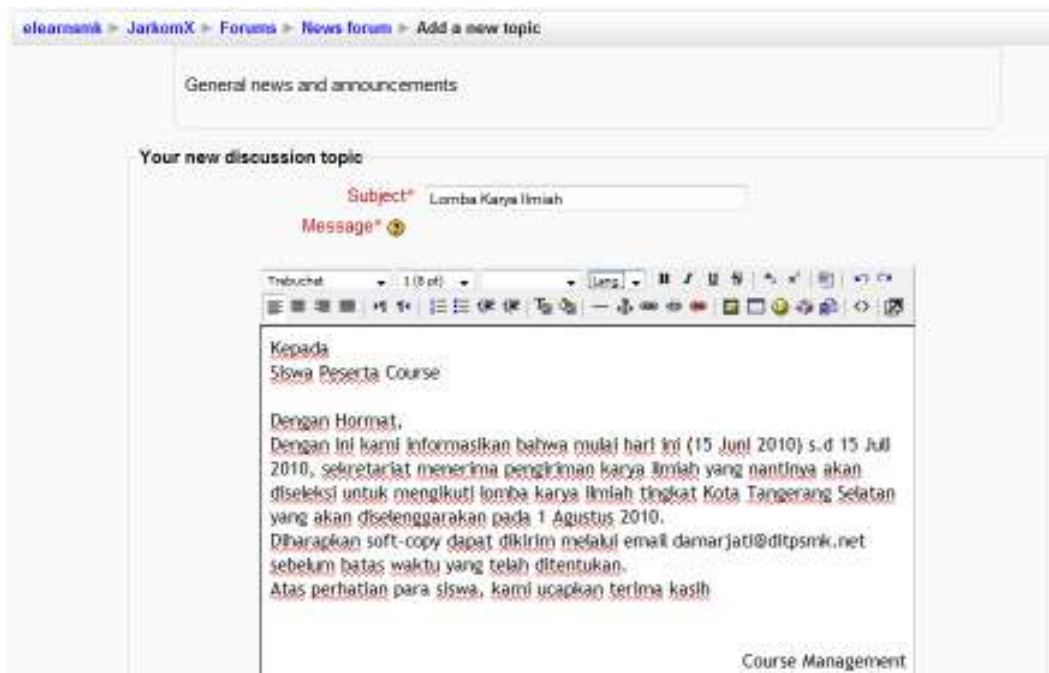 elearnsmk ► JarkomX ► Forums ► News forum ► Add a new topic
General news and announcements
Your new discussion topic
Subject* Lomba Karya Ilmiah
Message*
Trebuchet 1 (8 pt) Lang B I U S
Kepada
Siswa Peserta Course
Dengan Hormat,
Dengan ini kami informasikan bahwa mulai hari ini (15 Juni 2010) s.d 15 Juli
2010, sekretariat menerima pengiriman karya ilmiah yang nantinya akan
diseleksi untuk mengikuti lomba karya ilmiah tingkat Kota Tangerang Selatan
yang akan diselenggarakan pada 1 Agustus 2010.
Diharapkan soft-copy dapat dikirim melalui email damarjati@ditpsmk.net
sebelum batas waktu yang telah ditentukan.
Atas perhatian para siswa, kami ucapkan terima kasih
Course Management